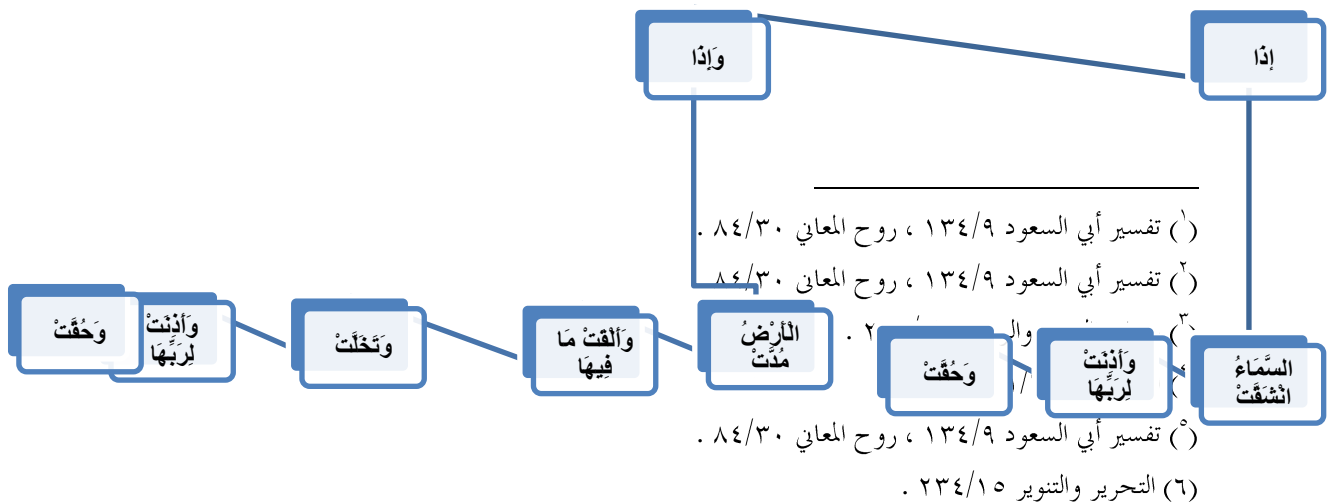 إِذَا
وَإِذَا
السَّمَاءُ
انْشَقَّتْ
وَأَذِنَتْ
لِرَبِّهَا
وَحُقَّتْ
الْأَرْضُ
مُدَّتْ
وَأَلْقَتْ مَا
فِيهَا
وَتَخَلَّتْ
وَأَذِنَتْ
لِرَبِّهَا
وَحُقَّتْ
(١) تفسير أبي السعود ١٣٤/٩ ، روح المعاني ٨٤/٣٠ .
(٢) تفسير أبي السعود ١٣٤/٩ ، روح المعاني ٨٤/٣٠
(٣)
(٥) تفسير أبي السعود ١٣٤/٩ ، روح المعاني ٨٤/٣٠ .
(٦) التحرير والتنوير ٢٣٤/١٥ .